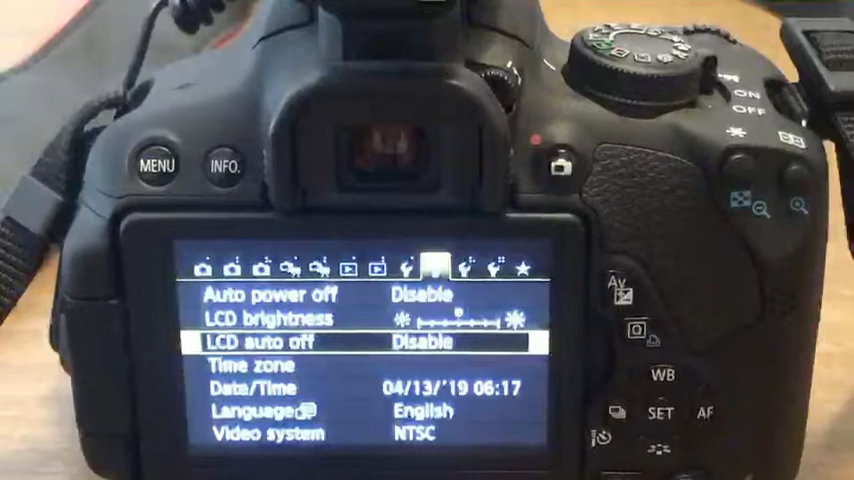 ON
OFF
MENU
INFO.
Auto power off Disable
LCD brightness
LCD auto off Disable
Time zone
Date/Time 04/13/'19 06:17
Language English
Video system NTSC
Av
Q
WB
SET AF